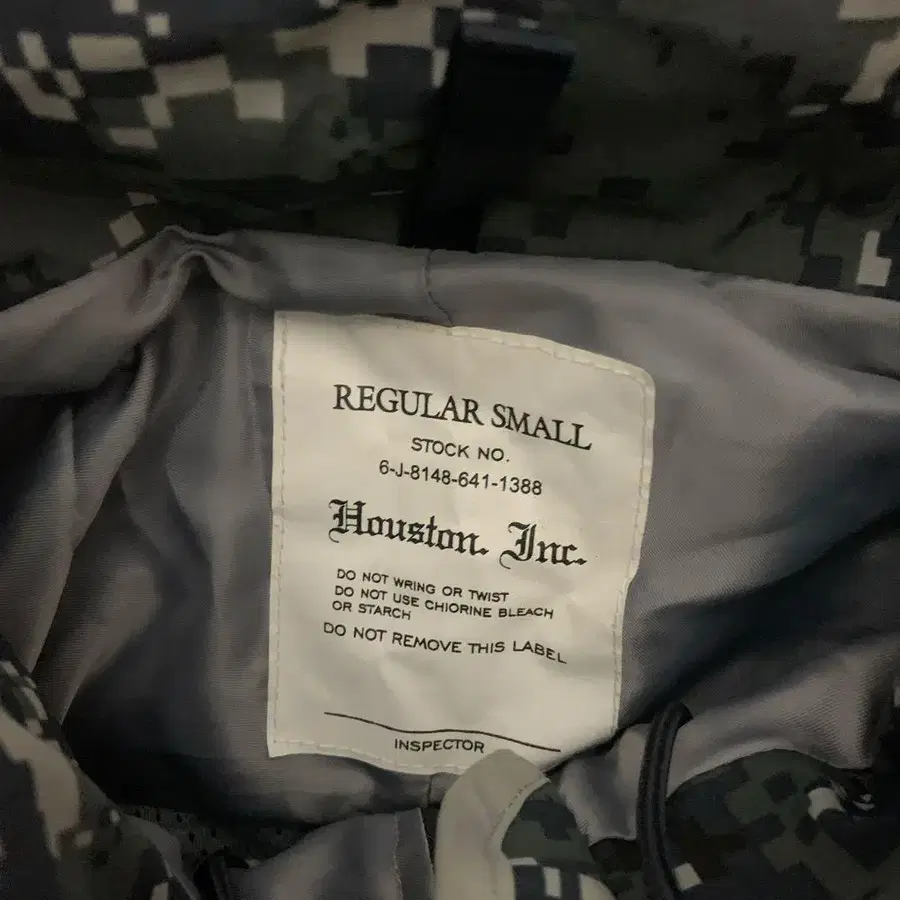 REGULAR SMALL
STOCK NO.
6-J-8148-641-1388
Houston. Inc.
DO NOT WRING OR TWIST
DO NOT USE CHIORINE BLEACH
OR STARCH
DO NOT REMOVE THIS LABEL
INSPECTOR